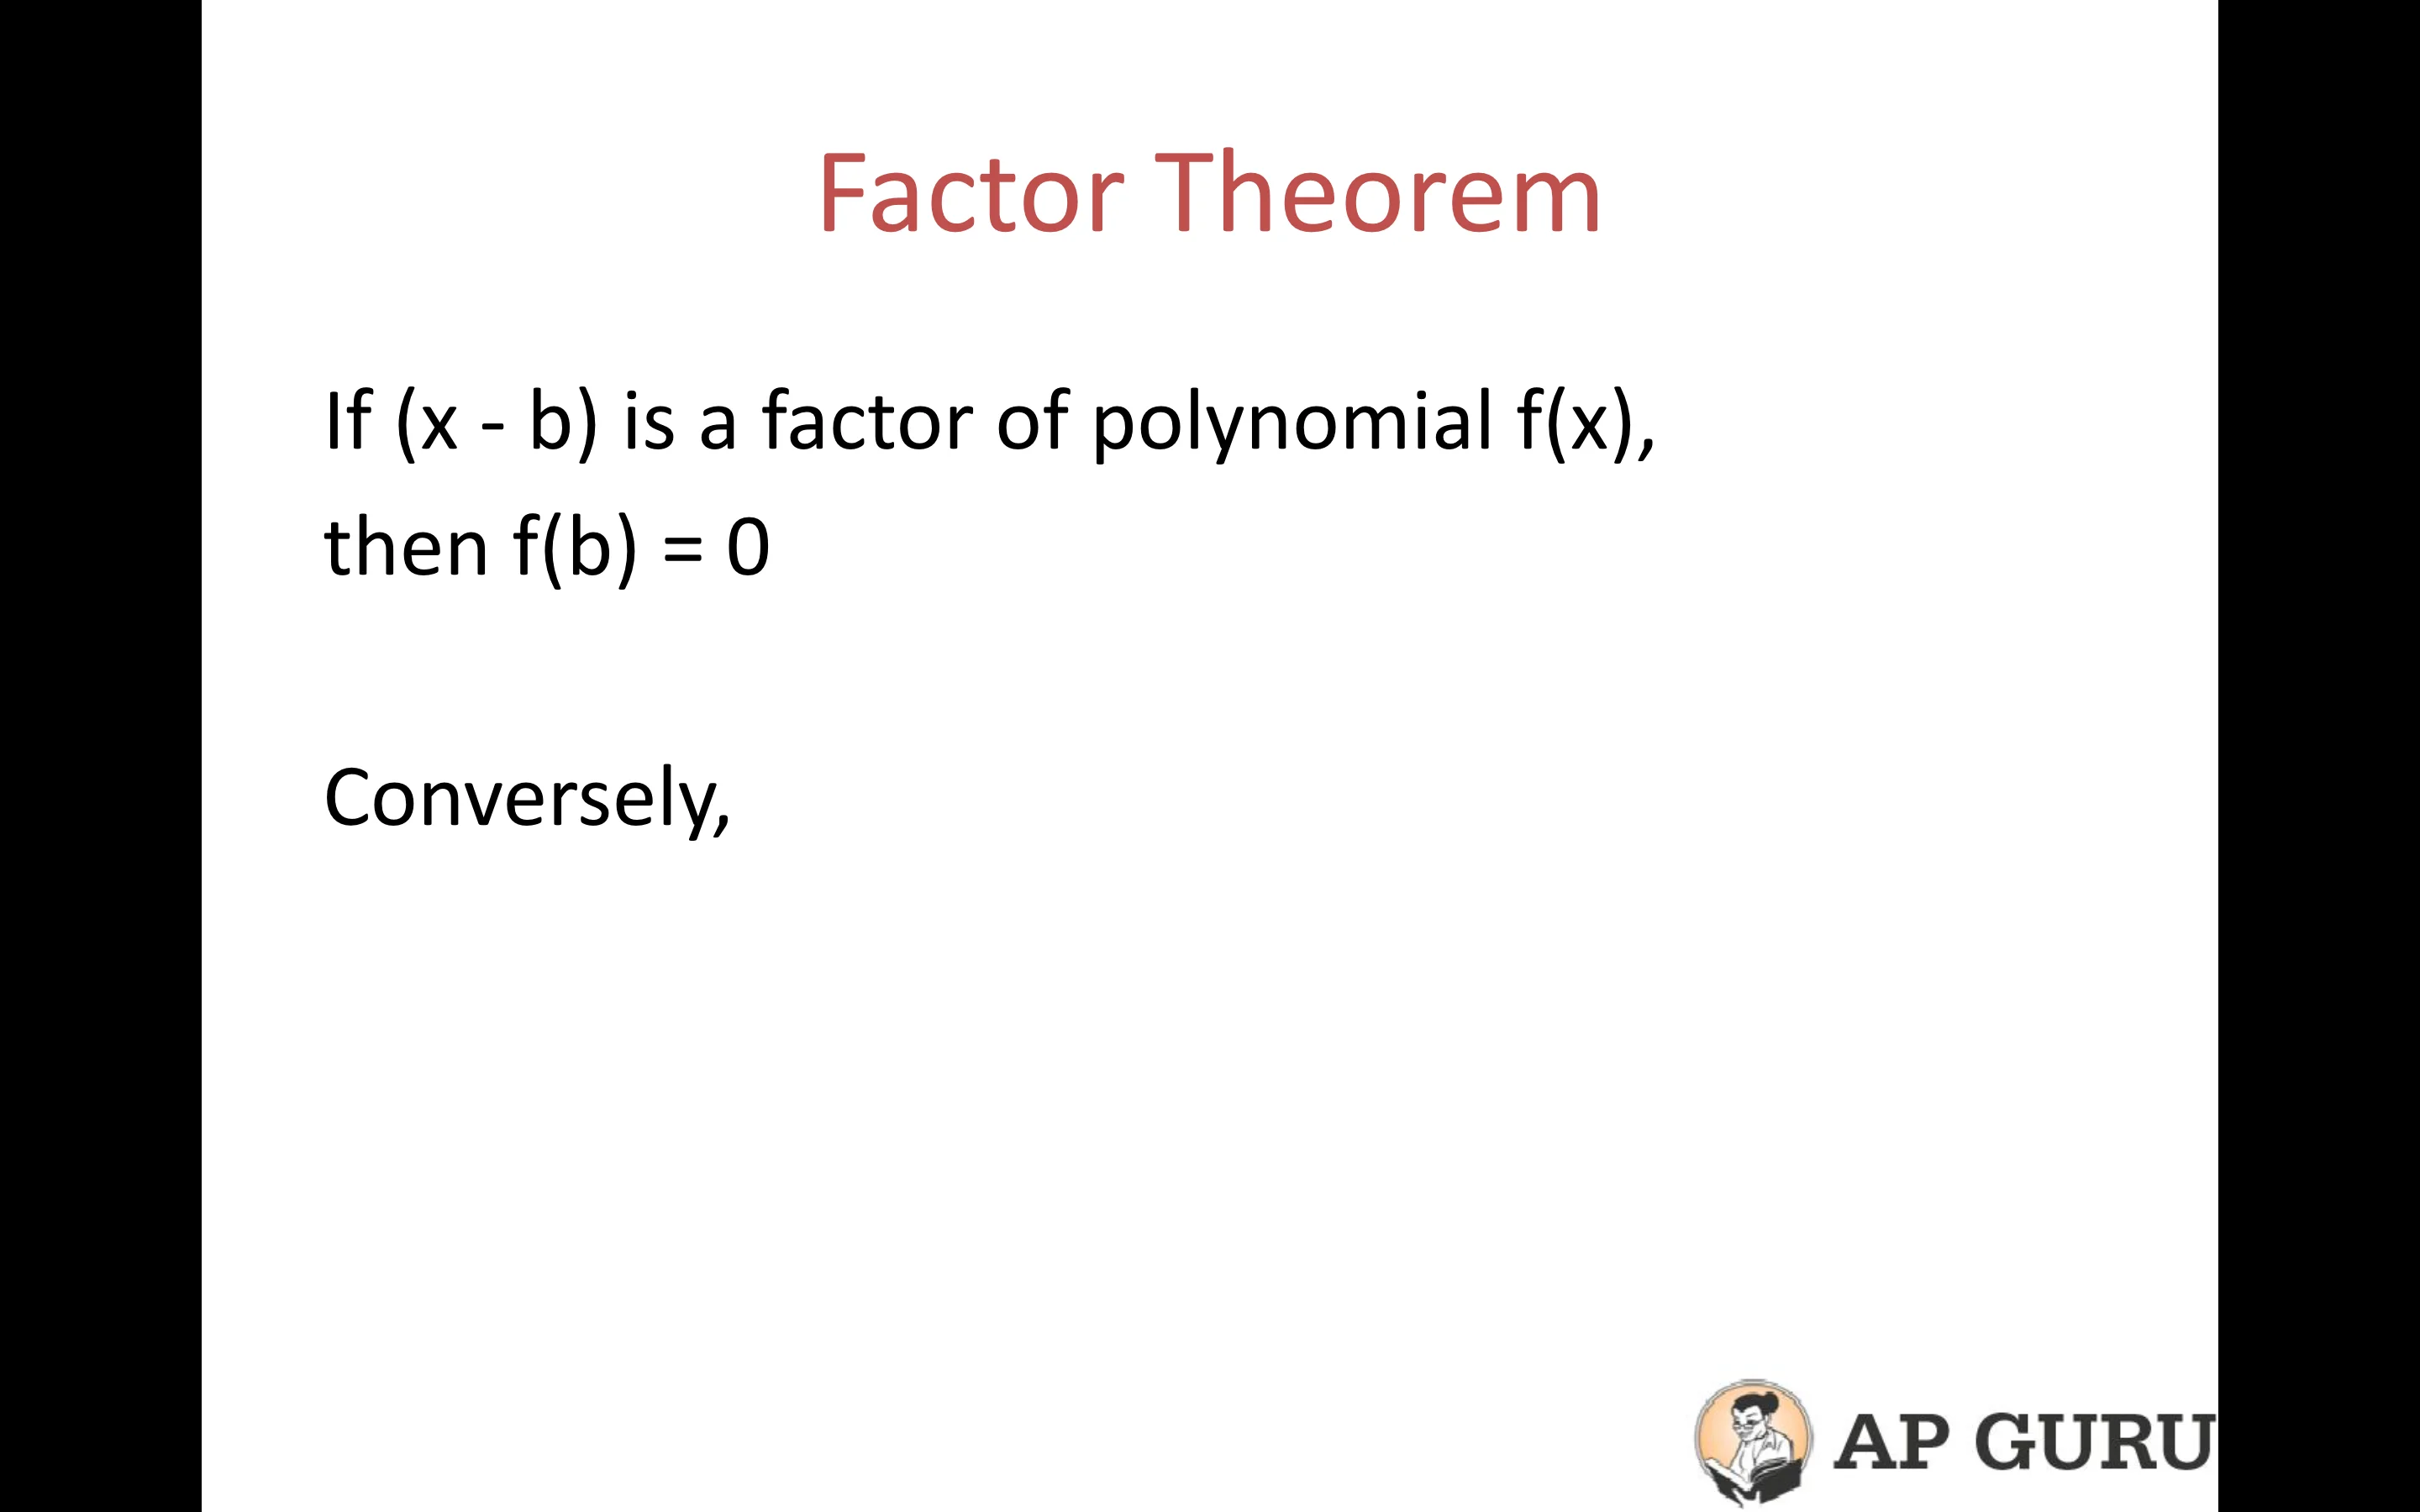 Factor Theorem
If (x - b) is a factor of polynomial f(x),
then f(b) = 0
Conversely,
AP GURU